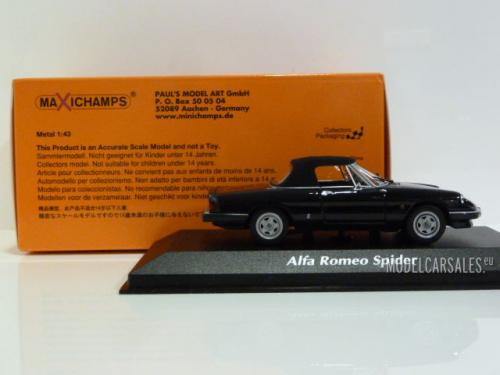 MAXICHAMPS®
PAUL'S MODEL ART GmbH
P. O. Box 50 05 04
52089 Aachen - Germany
www.minichamps.de
Metal 1:43
Collectors
Packaging
This Product is an Accurate Scale Model and not a Toy.
Sammlermodell. Nicht geeignet für Kinder unter 14 Jahren.
Collectors model. Not suitable for children under 14 years.
Article pour collectionneurs. Ne convient pas aux enfants de moins de 14 ans.
Automodello per collezionismo. Non adatto per bambini di età inferiore a 14
Modelo para coleccionistas. No recomendable para niños
Modellen voor de verzamelaar. Niet geschikt
Alfa Romeo Spider
MODELCARSALES.eu